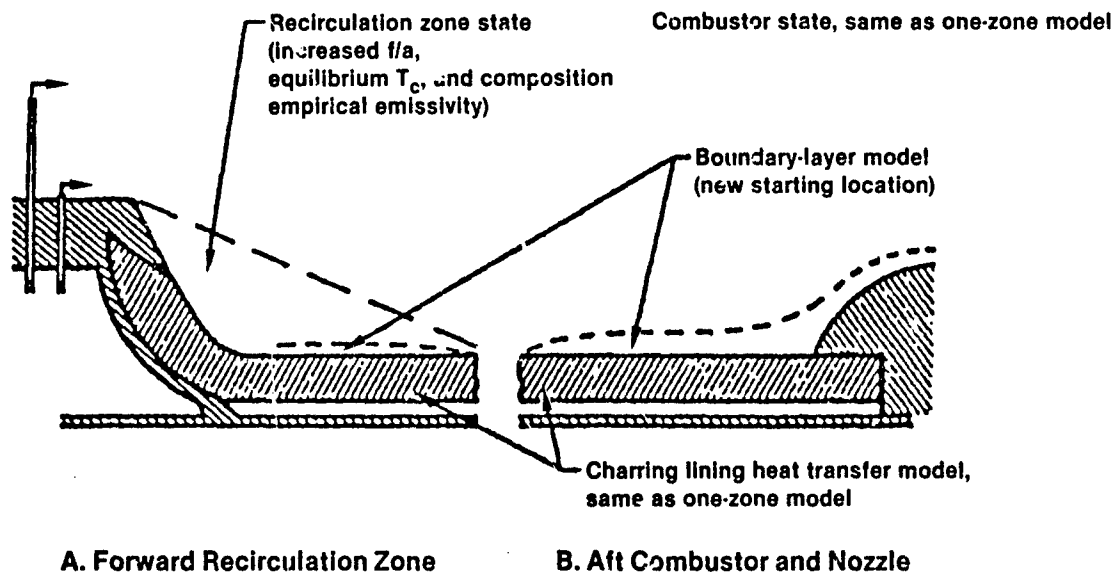 Recirculation zone state
(increased f/a,
equilibrium Tc, and composition
empirical emissivity)
Combustor state, same as one-zone model
Boundary-layer model
(new starting location)
Charring lining heat transfer model,
same as one-zone model
A. Forward Recirculation Zone
B. Aft Combustor and Nozzle